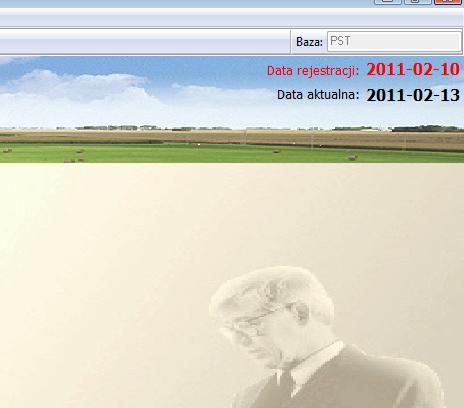 Baza: PST
Data rejestracji: 2011-02-10
Data aktualna: 2011-02-13